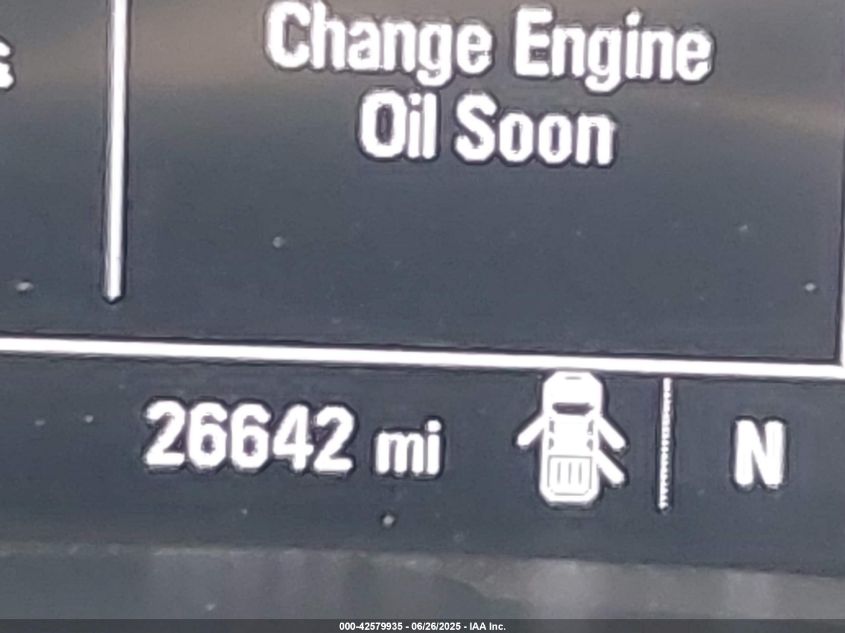 Change Engine
Oil Soon
26642 mi
N
000-42579935 - 06/26/2025 - IAA Inc.